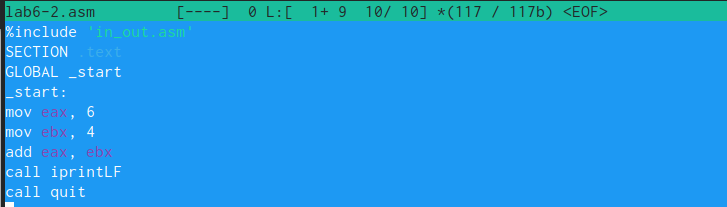 lab6-2.asm [----] 0 L:[ 1+ 9 10/ 10] *(117 / 117b) <EOF>
%include 'in_out.asm'
SECTION .text
GLOBAL _start
_start:
mov eax, 6
mov ebx, 4
add eax, ebx
call iprintLF
call quit